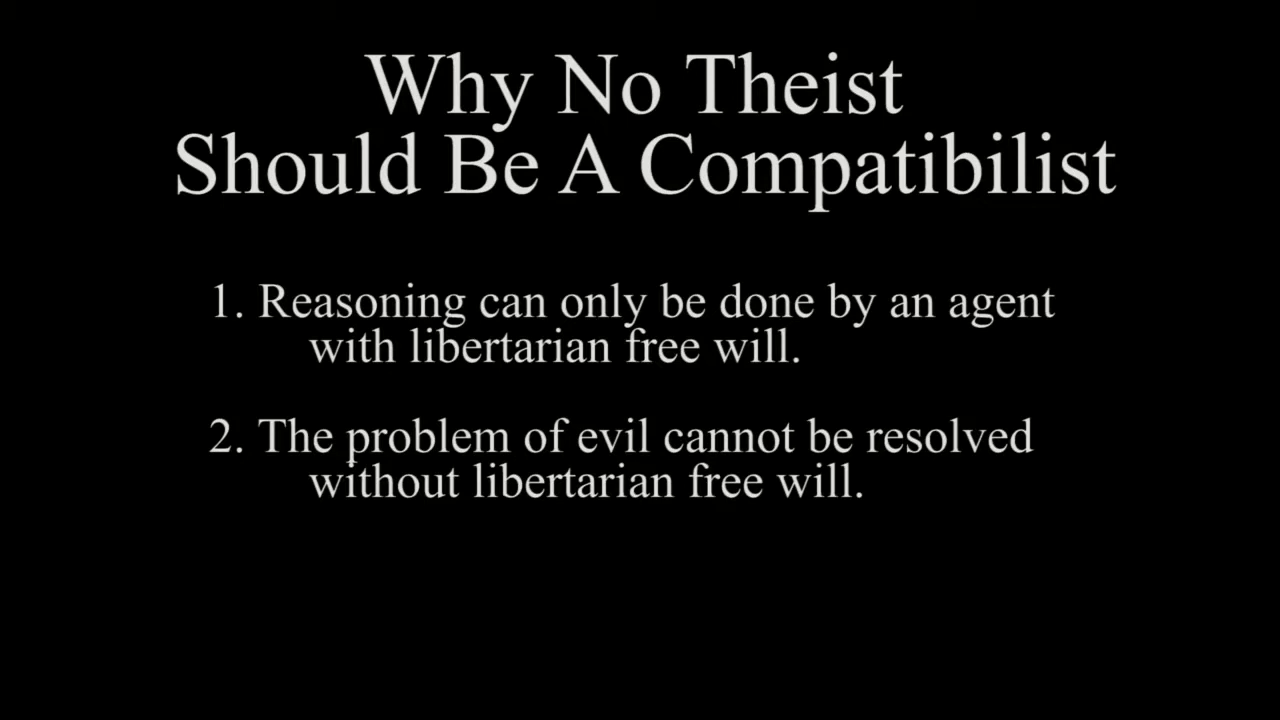 Why No Theist
Should Be A Compatibilist
1. Reasoning can only be done by an agent
with libertarian free will.
2. The problem of evil cannot be resolved
without libertarian free will.